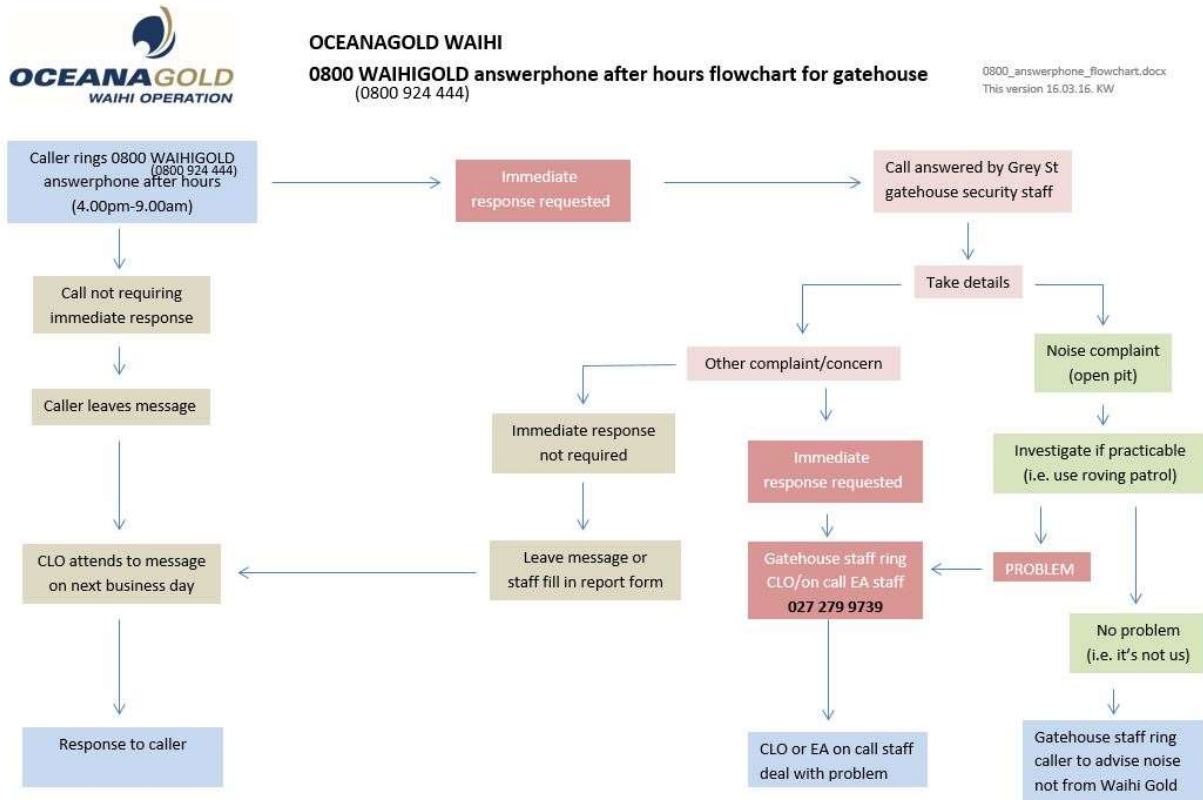 OCEANAGOLD
WAIHI OPERATION
OCEANAGOLD WAIHI
0800 WAIHIGOLD answerphone after hours flowchart for gatehouse
(0800 924 444)
0800_answerphone_flowchart.docx
This version 16.03.16. KW
Caller rings 0800 WAIHIGOLD
(0800 924 444)
answerphone after hours
(4.00pm-9.00am)
Immediate
response requested
Call answered by Grey St
gatehouse security staff
Call not requiring
immediate response
Take details
Caller leaves message
Other complaint/concern
Noise complaint
(open pit)
Immediate response
not required
Immediate
response requested
Investigate if practicable
(i.e. use roving patrol)
CLO attends to message
on next business day
Leave message or
staff fill in report form
Gatehouse staff ring
CLO/on call EA staff
027 279 9739
PROBLEM
No problem
(i.e. it's not us)
Response to caller
CLO or EA on call staff
deal with problem
Gatehouse staff ring
caller to advise noise
not from Waihi Gold